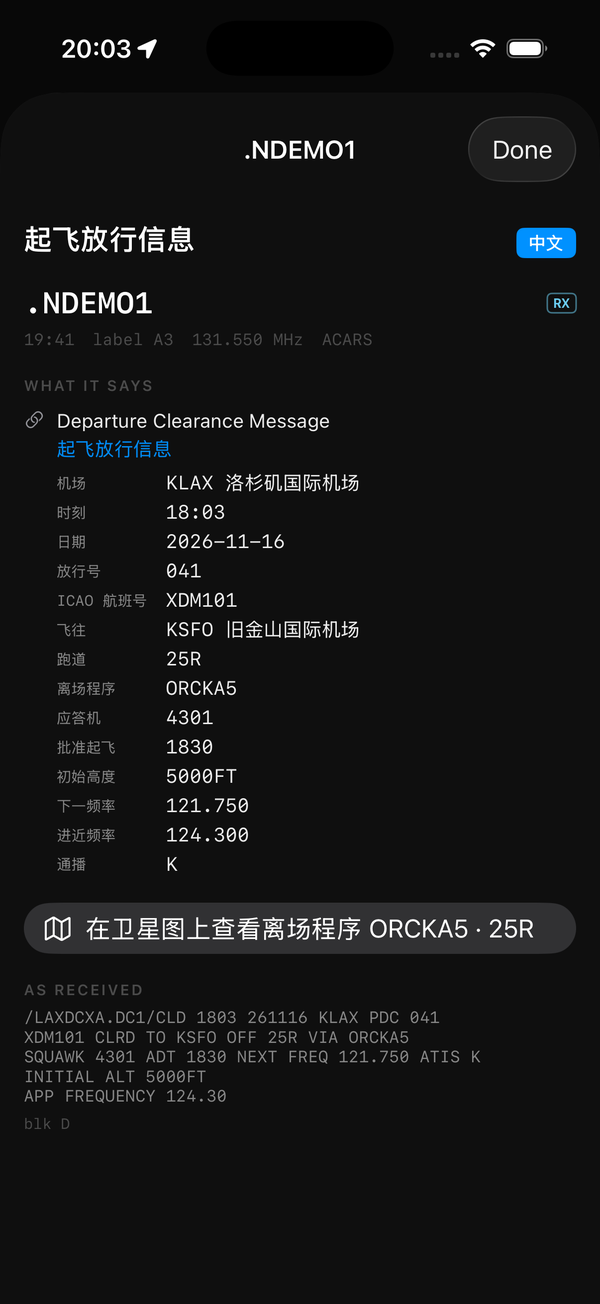 20:03
.NDEMO1
Done
起飞放行信息
中文
.NDEMO1
RX
19:41 label A3 131.550 MHz ACARS
WHAT IT SAYS
Departure Clearance Message
起飞放行信息
机场 KLAX 洛杉矶国际机场
时刻 18:03
日期 2026-11-16
放行号 041
ICAO 航班号 XDM101
飞往 KSFO 旧金山国际机场
跑道 25R
离场程序 ORCKA5
应答机 4301
批准起飞 1830
初始高度 5000FT
下一频率 121.750
进近频率 124.300
通播 K
在卫星图上查看离场程序 ORCKA5 · 25R
AS RECEIVED
/LAXDCXA.DC1/CLD 1803 261116 KLAX PDC 041
XDM101 CLRD TO KSFO OFF 25R VIA ORCKA5
SQUAWK 4301 ADT 1830 NEXT FREQ 121.750 ATIS K
INITIAL ALT 5000FT
APP FREQUENCY 124.30
blk D